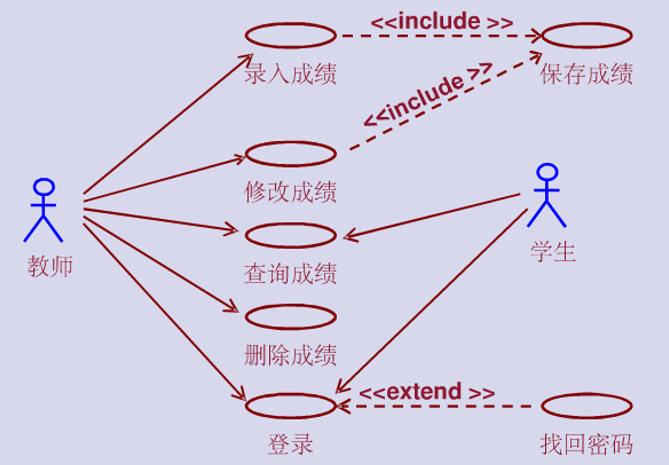 <<include >>
录入成绩
保存成绩
<<include >>
修改成绩
教师
查询成绩
学生
删除成绩
<<extend >>
登录
找回密码